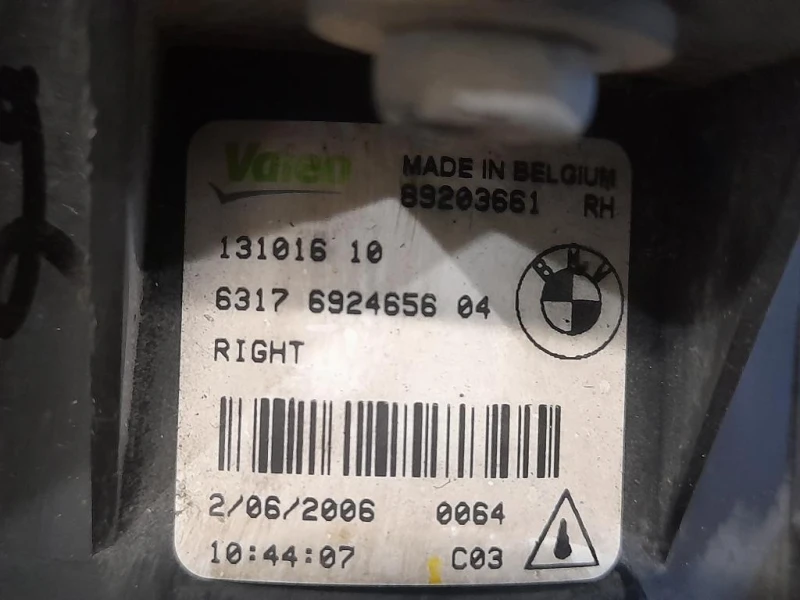 Valeo MADE IN BELGIUM
89203661 RH
131016 10
BMW
6317 6924656 04
RIGHT
2/06/2006 0064
10:44:07 C03